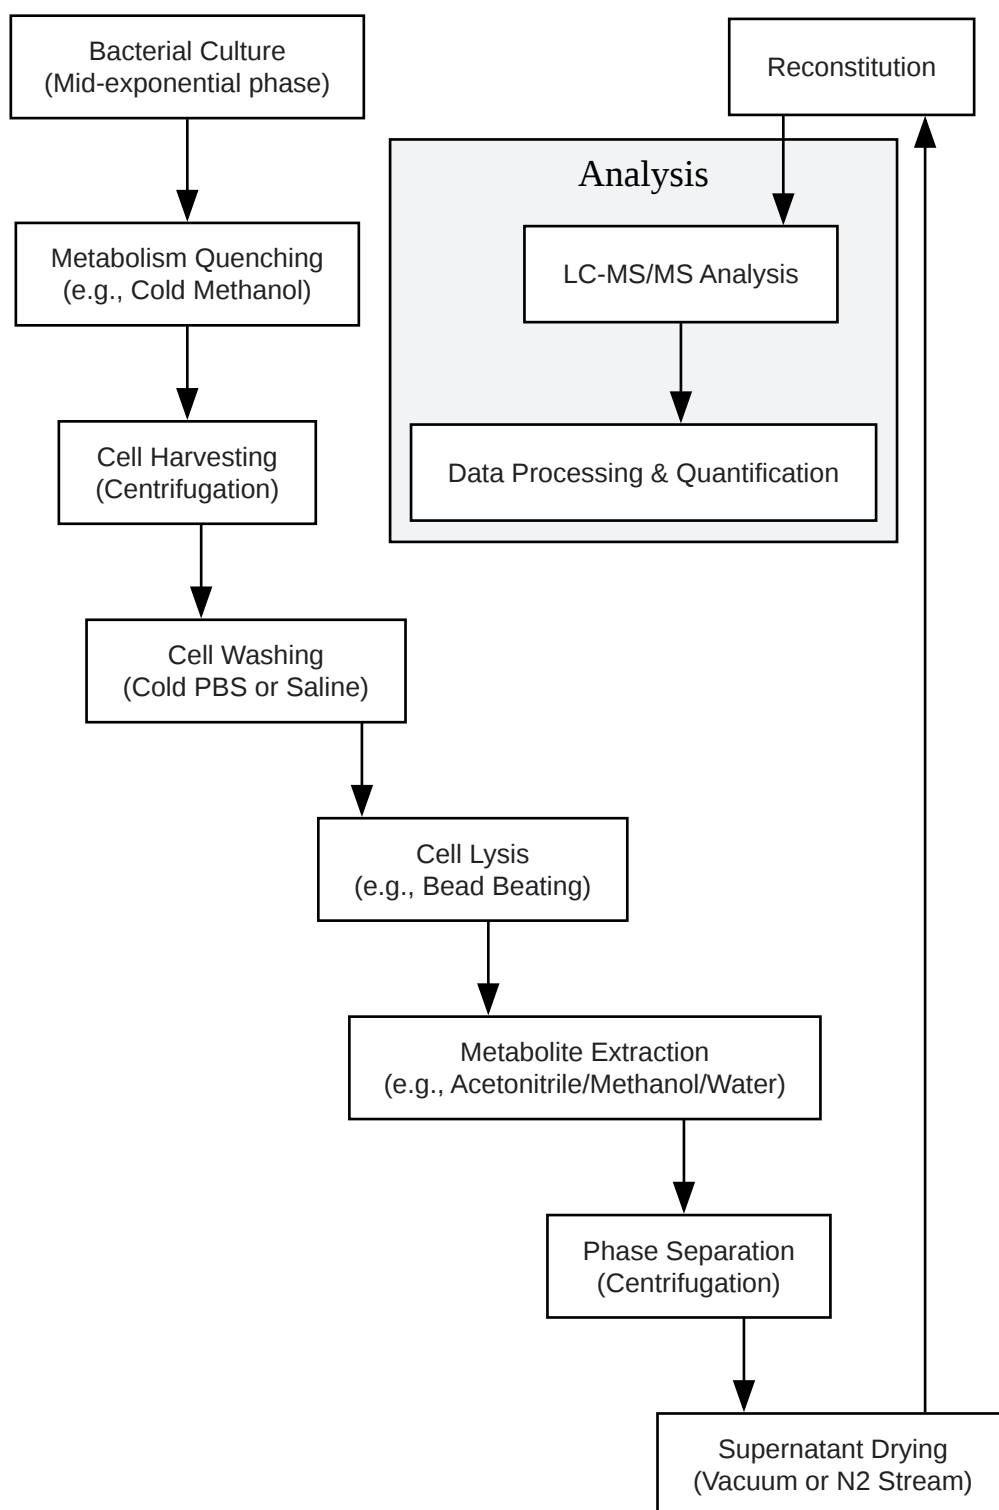 Bacterial Culture
(Mid-exponential phase)
Metabolism Quenching
(e.g., Cold Methanol)
Cell Harvesting
(Centrifugation)
Cell Washing
(Cold PBS or Saline)
Cell Lysis
(e.g., Bead Beating)
Metabolite Extraction
(e.g., Acetonitrile/Methanol/Water)
Phase Separation
(Centrifugation)
Supernatant Drying
(Vacuum or N2 Stream)
Reconstitution
Analysis
LC-MS/MS Analysis
Data Processing & Quantification